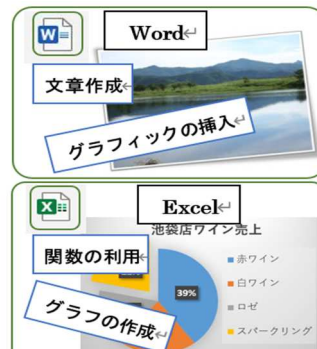 Word↵
文章作成↵
グラフィックの挿入↵
Excel↵
池袋店ワイン売上
関数の利用↵
グラフの作成↵
39%
赤ワイン
白ワイン
ロゼ
スパークリング